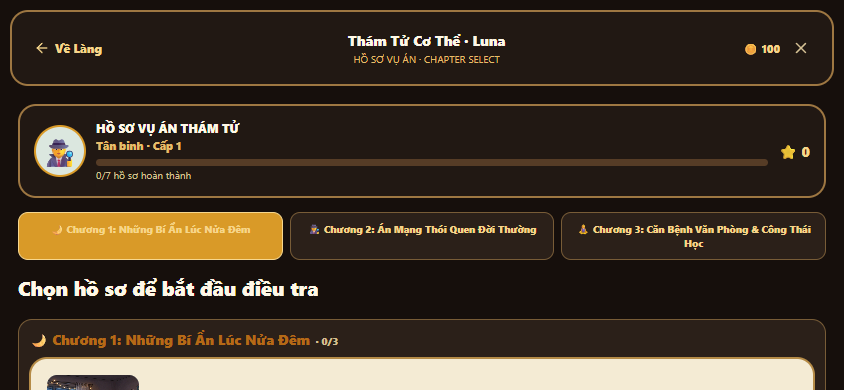 ← Về Làng
Thám Tử Cơ Thể · Luna
HỒ SƠ VỤ ÁN · CHAPTER SELECT
100
HỒ SƠ VỤ ÁN THÁM TỬ
Tân binh · Cấp 1
0/7 hồ sơ hoàn thành
0
Chương 1: Những Bí Ẩn Lúc Nửa Đêm
Chương 2: Án Mạng Thói Quen Đời Thường
Chương 3: Căn Bệnh Văn Phòng & Công Thái
Học
Chọn hồ sơ để bắt đầu điều tra
Chương 1: Những Bí Ẩn Lúc Nửa Đêm · 0/3